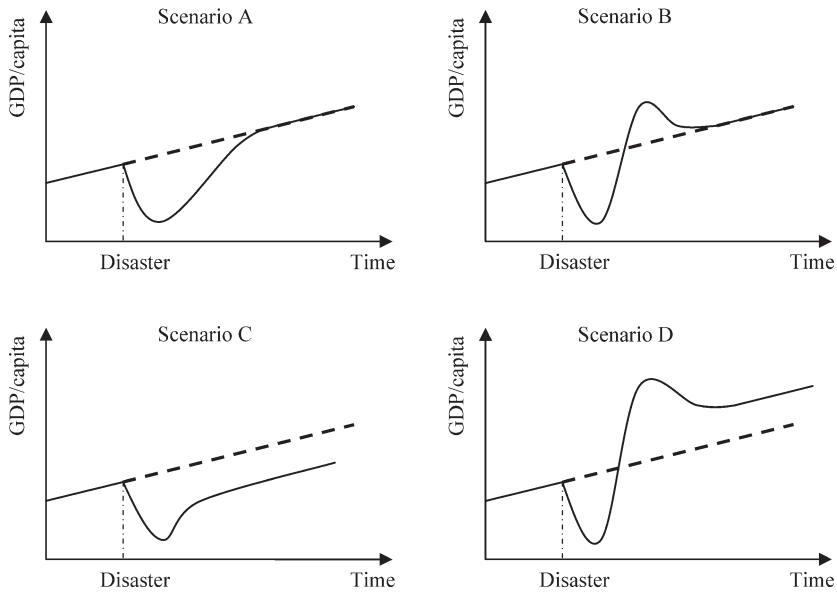 Scenario A
GDP/capita
Disaster
Time
Scenario B
GDP/capita
Disaster
Time
Scenario C
GDP/capita
Disaster
Time
Scenario D
GDP/capita
Disaster
Time